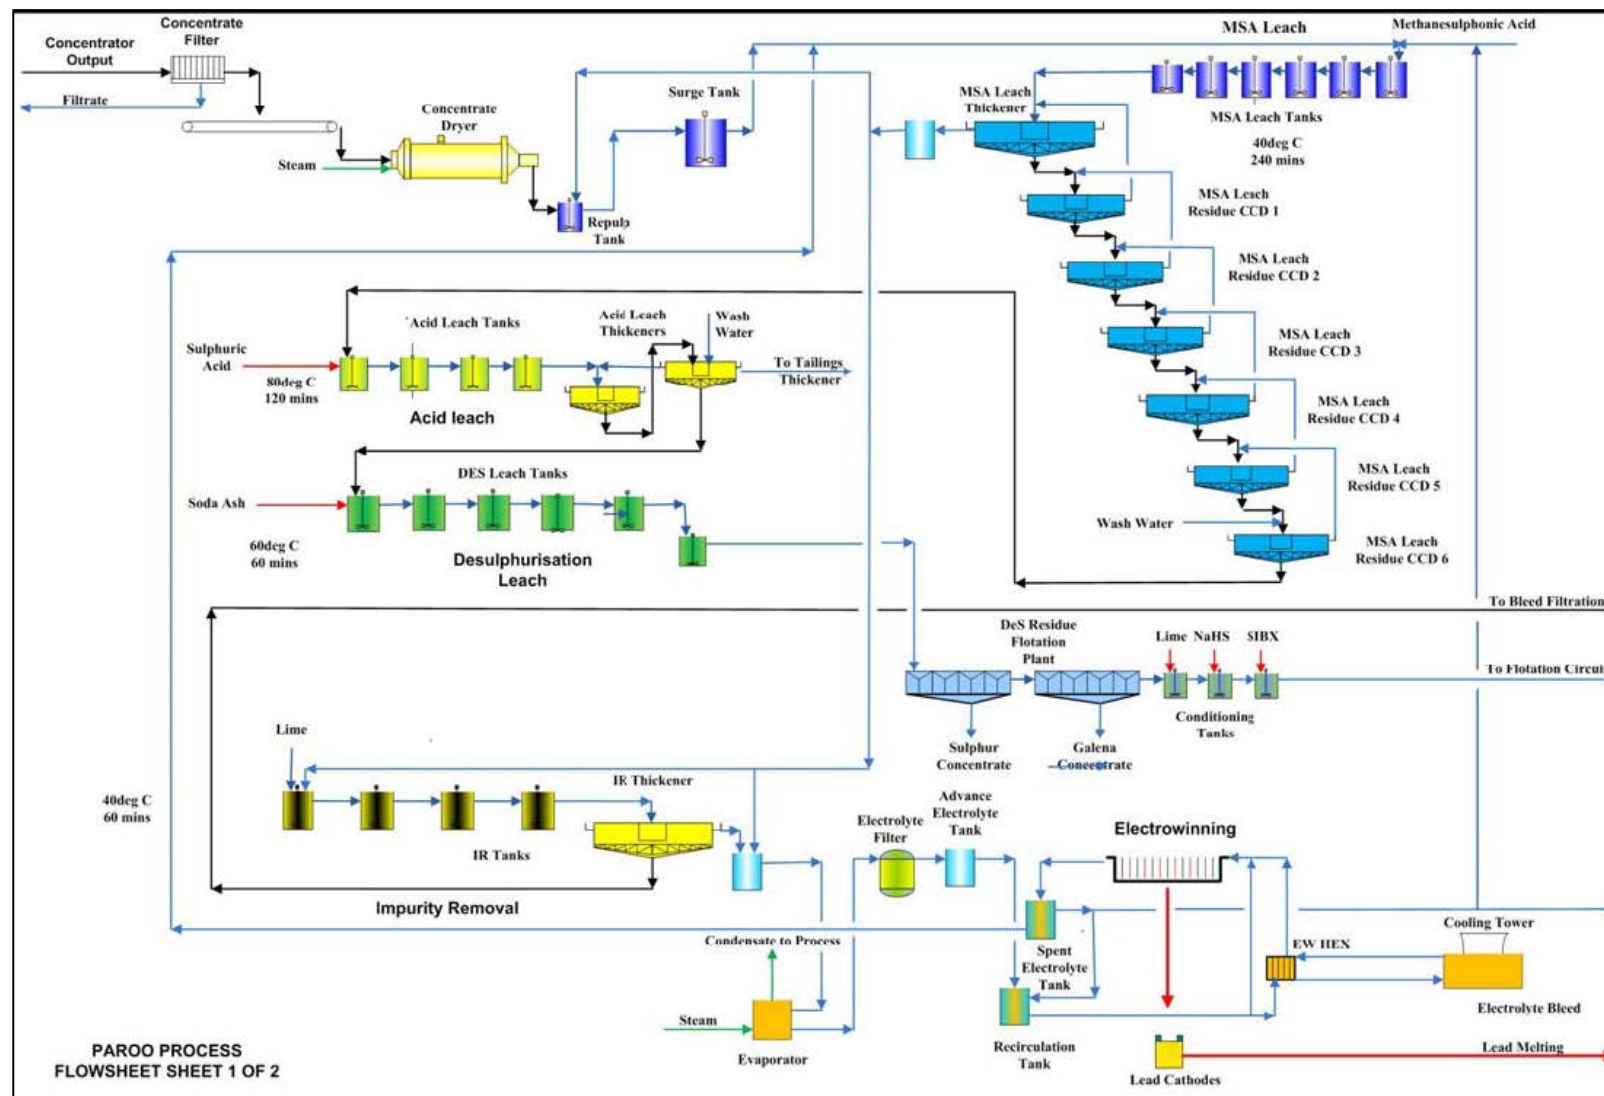 Concentrate
Filter
Concentrator
Output
Filtrate
Concentrate
Dryer
Steam
Repulp
Tank
Surge Tank
MSA Leach
Methanesulphonic Acid
MSA Leach
Thickener
MSA Leach Tanks
40deg C
240 mins
MSA Leach
Residue CCD 1
MSA Leach
Residue CCD 2
MSA Leach
Residue CCD 3
MSA Leach
Residue CCD 4
MSA Leach
Residue CCD 5
Wash Water
MSA Leach
Residue CCD 6
Acid Leach Tanks
Acid Leach
Thickeners
Wash
Water
Sulphuric
Acid
80deg C
120 mins
Acid leach
To Tailings
Thickener
DES Leach Tanks
Soda Ash
60deg C
60 mins
Desulphurisation
Leach
To Bleed Filtration
DeS Residue
Flotation
Plant
Lime NaHS SIBX
To Flotation Circui
Conditioning
Tanks
Sulphur
Concentrate
Galena
Concentrate
Lime
IR Thickener
40deg C
60 mins
IR Tanks
Impurity Removal
Electrolyte
Filter
Advance
Electrolyte
Tank
Electrowinning
Condensate to Process
Spent
Electrolyte
Tank
EW HEX
Cooling Tower
Electrolyte Bleed
Steam
Evaporator
Recirculation
Tank
Lead Cathodes
Lead Melting
PAROO PROCESS
FLOWSHEET SHEET 1 OF 2